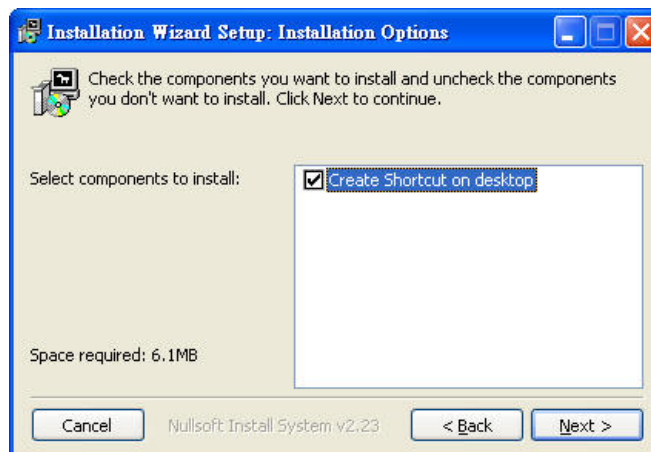 Installation Wizard Setup: Installation Options
Check the components you want to install and uncheck the components
you don't want to install. Click Next to continue.
Select components to install:
Create Shortcut on desktop
Space required: 6.1MB
Cancel
Nullsoft Install System v2.23
< Back
Next >